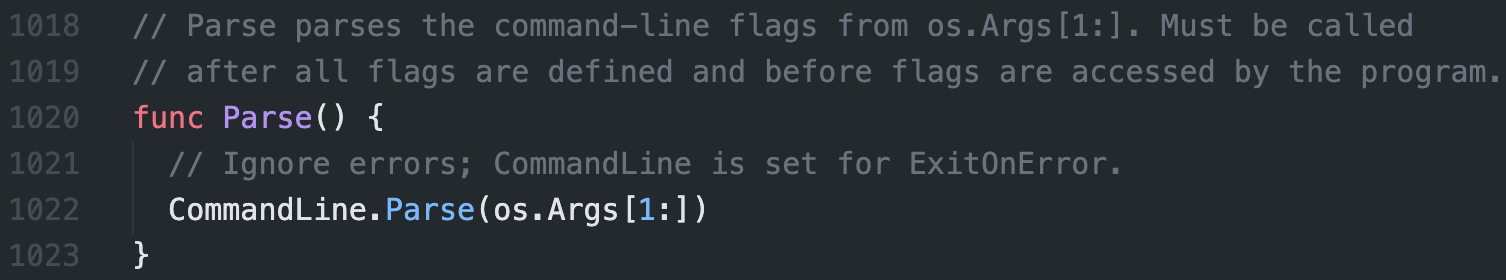 1018 // Parse parses the command-line flags from os.Args[1:]. Must be called
1019 // after all flags are defined and before flags are accessed by the program.
1020 func Parse() {
1021 // Ignore errors; CommandLine is set for ExitOnError.
1022 CommandLine.Parse(os.Args[1:])
1023 }